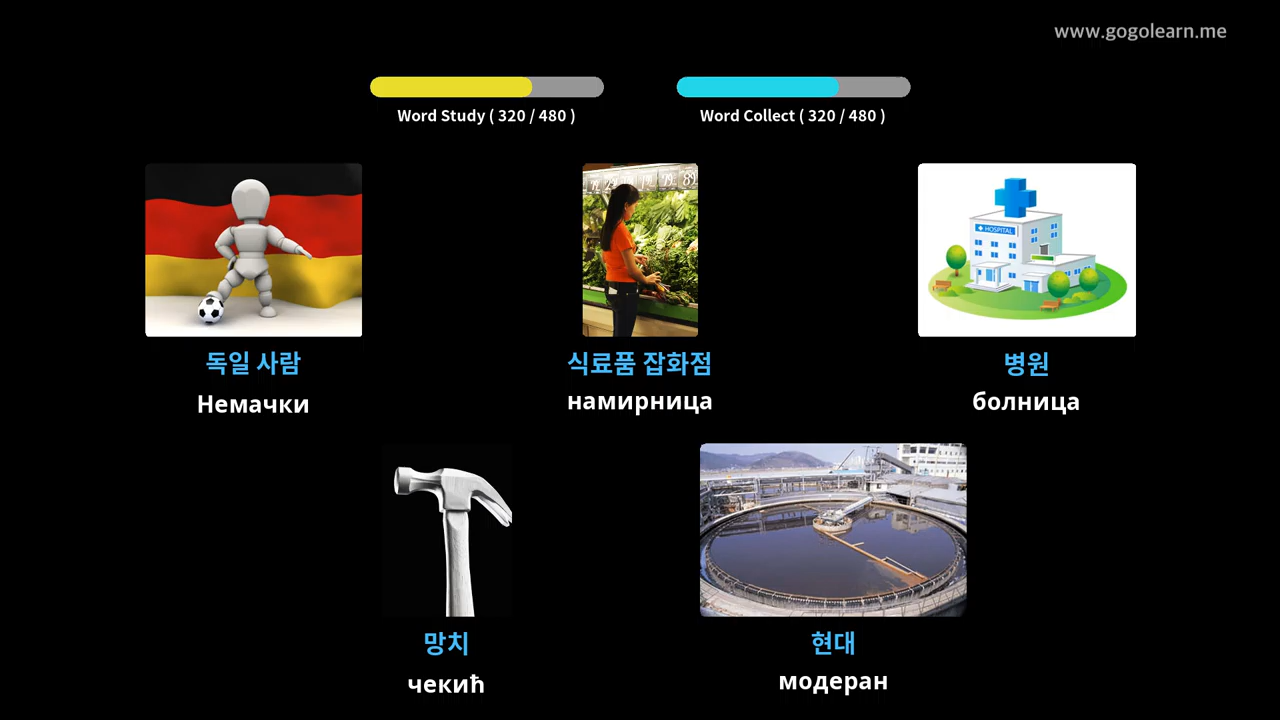 www.gogolearn.me
Word Study ( 320 / 480 )
Word Collect ( 320 / 480 )
HOSPITAL
독일 사람
식료품 잡화점
병원
Немачки
намирница
болница
망치
현대
чекић
модеран